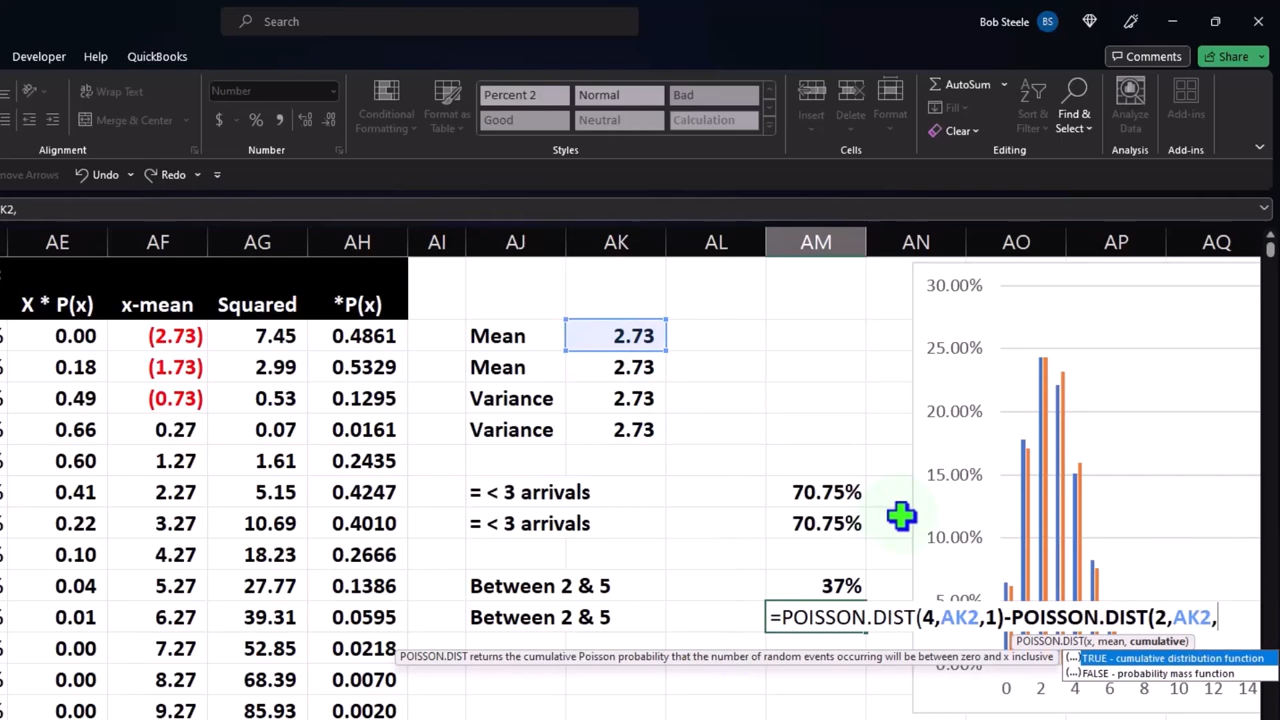 Search
Bob Steele BS
Developer Help QuickBooks
Comments Share
Wrap Text
Number
Percent 2 Normal Bad
AutoSum
Merge & Center
$ % ,
Conditional Formatting
Format as Table
Good Neutral Calculation
Insert Delete Format
Fill
Clear
Sort & Filter
Find & Select
Analyze Data
Add-ins
Alignment Number Styles Cells Editing Analysis Add-ins
move Arrows Undo Redo
K2,
AE AF AG AH AI AJ AK AL AM AN AO AP AQ
X * P(x) x-mean Squared *P(x)
0.00 (2.73) 7.45 0.4861 Mean 2.73
0.18 (1.73) 2.99 0.5329 Mean 2.73
0.49 (0.73) 0.53 0.1295 Variance 2.73
0.66 0.27 0.07 0.0161 Variance 2.73
0.60 1.27 1.61 0.2435
0.41 2.27 5.15 0.4247 = < 3 arrivals 70.75%
0.22 3.27 10.69 0.4010 = < 3 arrivals 70.75%
0.10 4.27 18.23 0.2666
0.04 5.27 27.77 0.1386 Between 2 & 5 37%
0.01 6.27 39.31 0.0595 Between 2 & 5 =POISSON.DIST(4,AK2,1)-POISSON.DIST(2,AK2,
POISSON.DIST(x, mean, cumulative)
0.00 7.27 52.85 0.0218
POISSON.DIST returns the cumulative Poisson probability that the number of random events occurring will be between zero and x inclusive
(...) TRUE - cumulative distribution function
(...) FALSE - probability mass function
0.00 8.27 68.39 0.0070
0.00 9.27 85.93 0.0020
30.00%
25.00%
20.00%
15.00%
10.00%
5.00%
0 2 4 6 8 10 12 14